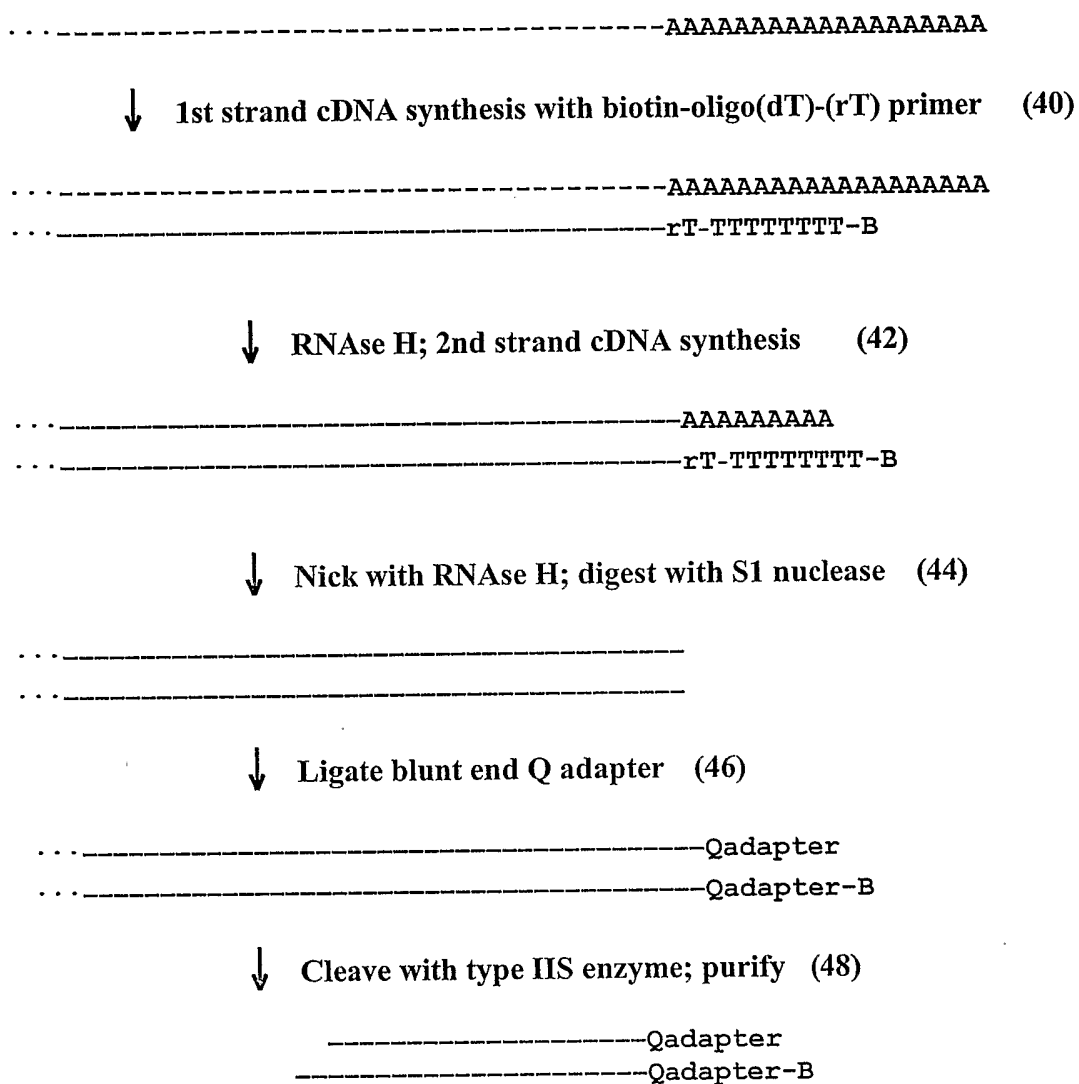 ...----------------------------------AAAAAAAAAAAAAAAAAAA
↓ 1st strand cDNA synthesis with biotin-oligo(dT)-(rT) primer (40)
...----------------------------------AAAAAAAAAAAAAAAAAAA
...----------------------------------rT-TTTTTTTT-B
↓ RNAse H; 2nd strand cDNA synthesis (42)
...----------------------------------AAAAAAAAA
...----------------------------------rT-TTTTTTTT-B
↓ Nick with RNAse H; digest with S1 nuclease (44)
...----------------------------------
...----------------------------------
↓ Ligate blunt end Q adapter (46)
...----------------------------------Qadapter
...----------------------------------Qadapter-B
↓ Cleave with type IIS enzyme; purify (48)
------------------Qadapter
--------------------Qadapter-B